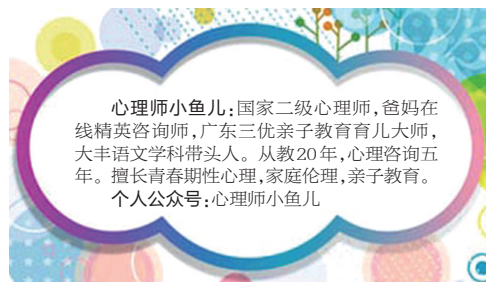 心理师小鱼儿:国家二级心理师,爸妈在
线精英咨询师,广东三优亲子教育育儿大师,
大丰语文学科带头人。从教20年,心理咨询五
年。擅长青春期性心理,家庭伦理,亲子教育。
个人公众号:心理师小鱼儿